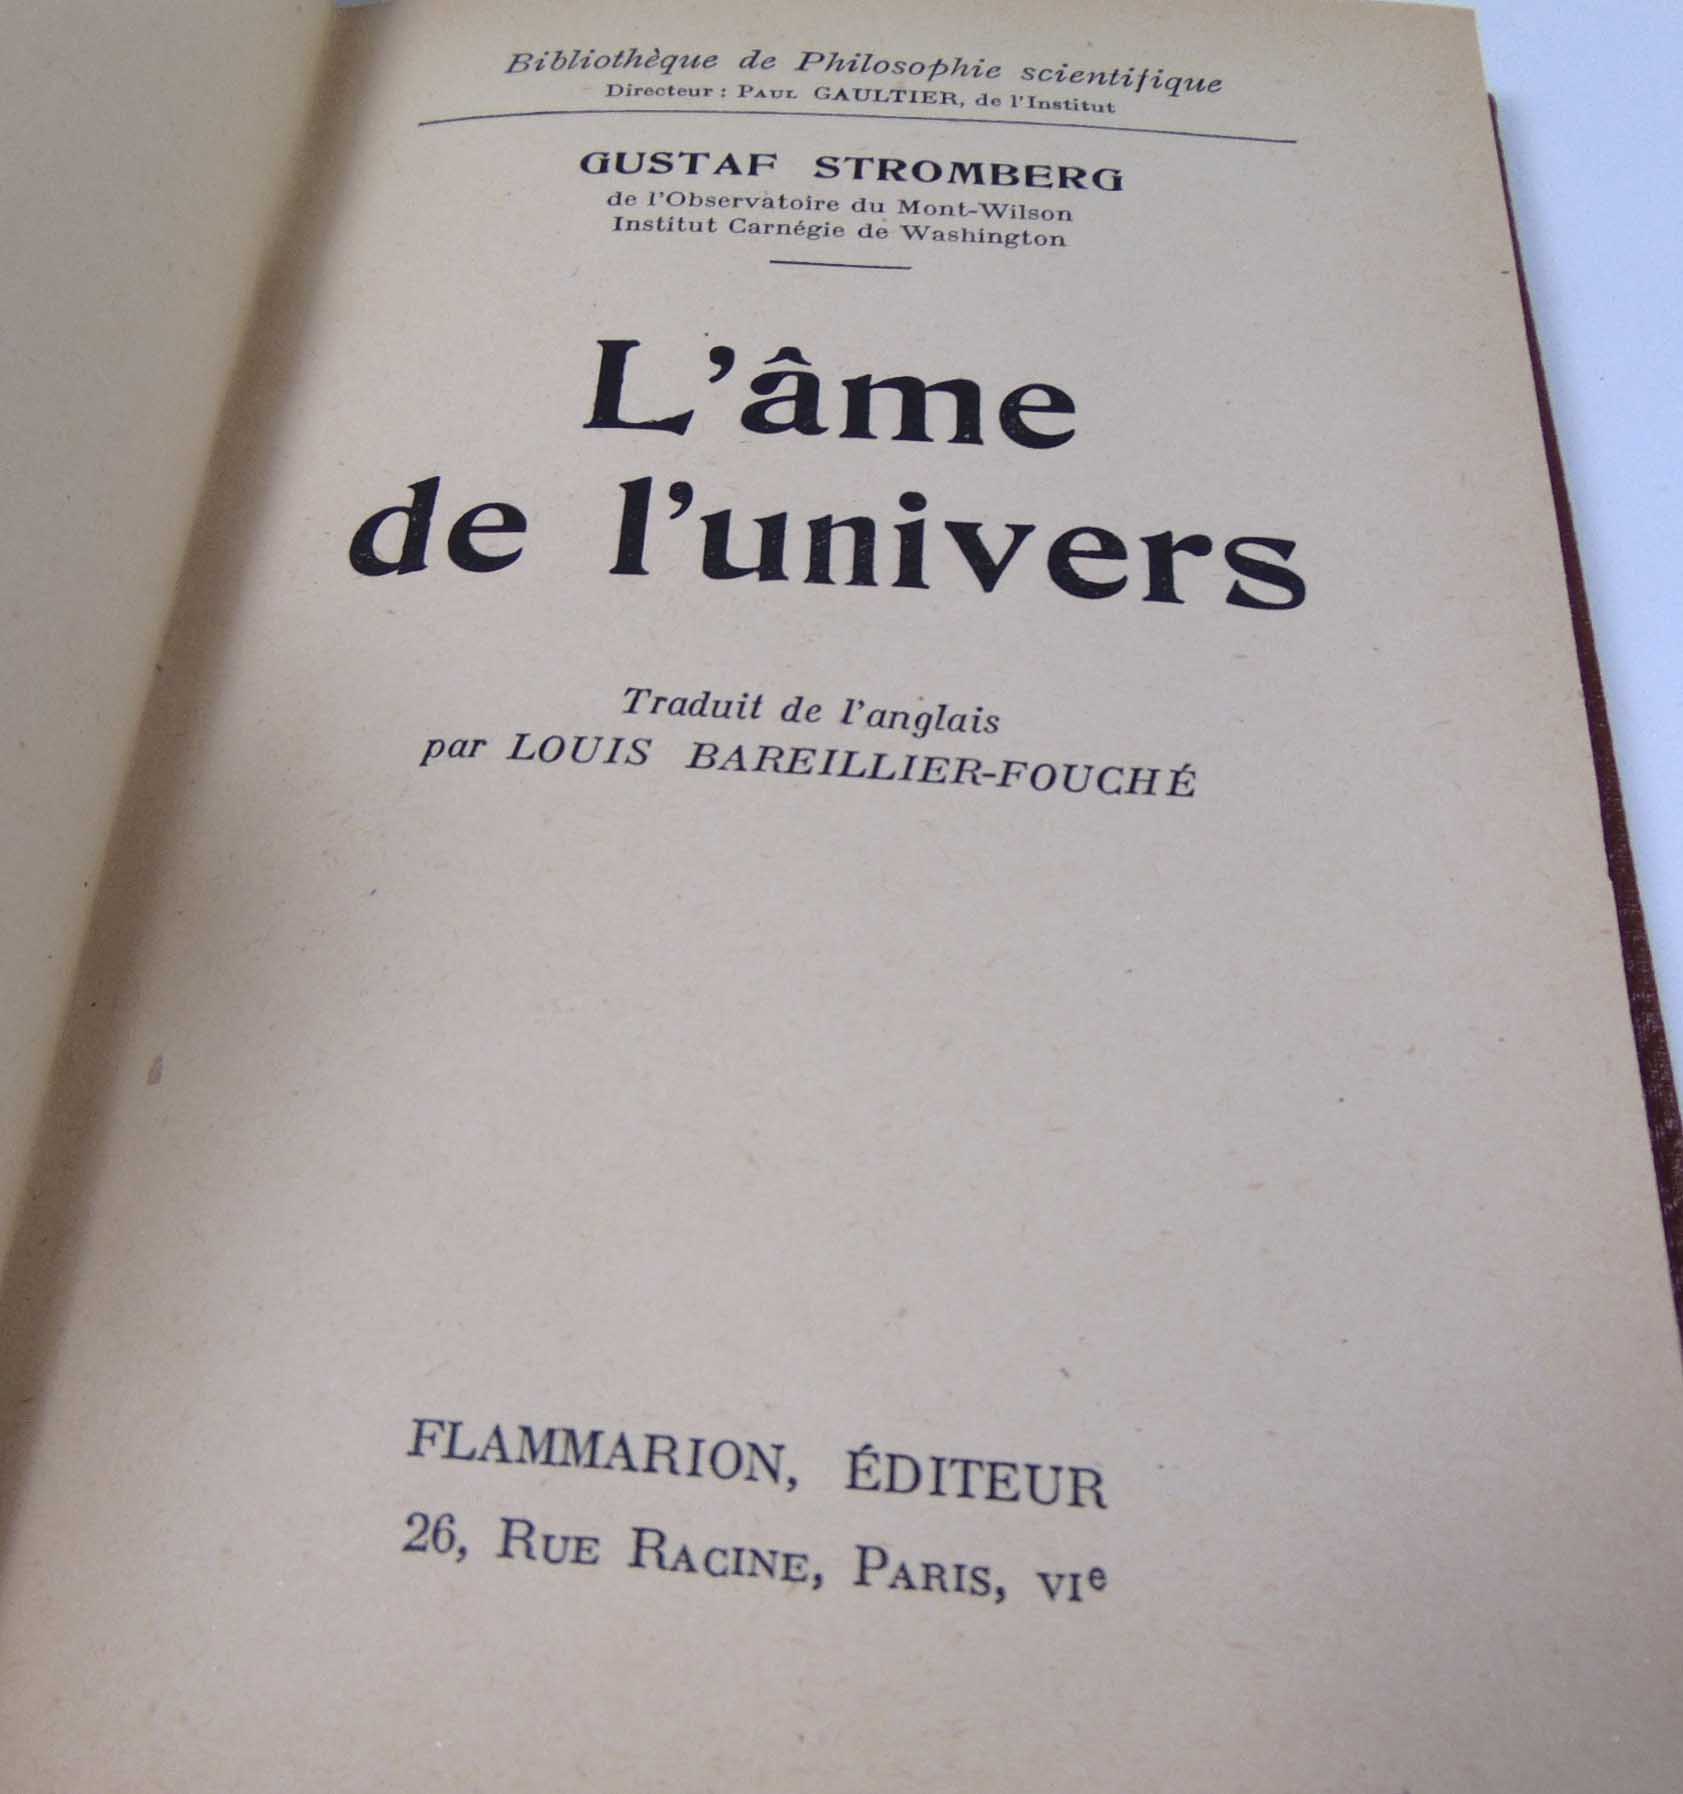 Bibliothèque de Philosophie scientifique
Directeur : PAUL GAULTIER, de l'Institut
GUSTAF STROMBERG
de l'Observatoire du Mont-Wilson
Institut Carnégie de Washington
L'âme
de l'univers
Traduit de l'anglais
par LOUIS BAREILLIER-FOUCHÉ
FLAMMARION, ÉDITEUR
26, RUE RACINE, PARIS, VIe